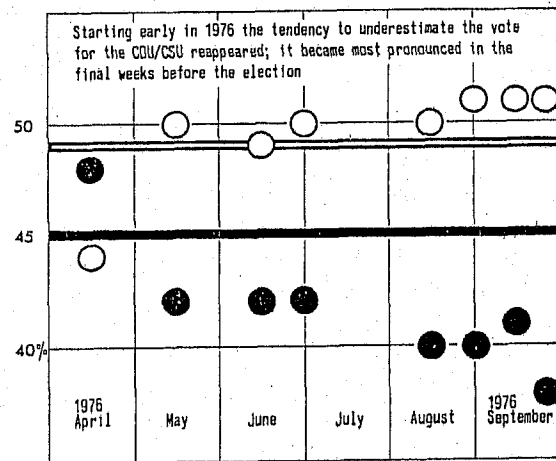 Starting early in 1976 the tendency to underestimate the vote
for the CDU/CSU reappeared; it became most pronounced in the
final weeks before the election
50
45
40%
1976 April
May
June
July
August
1976 September